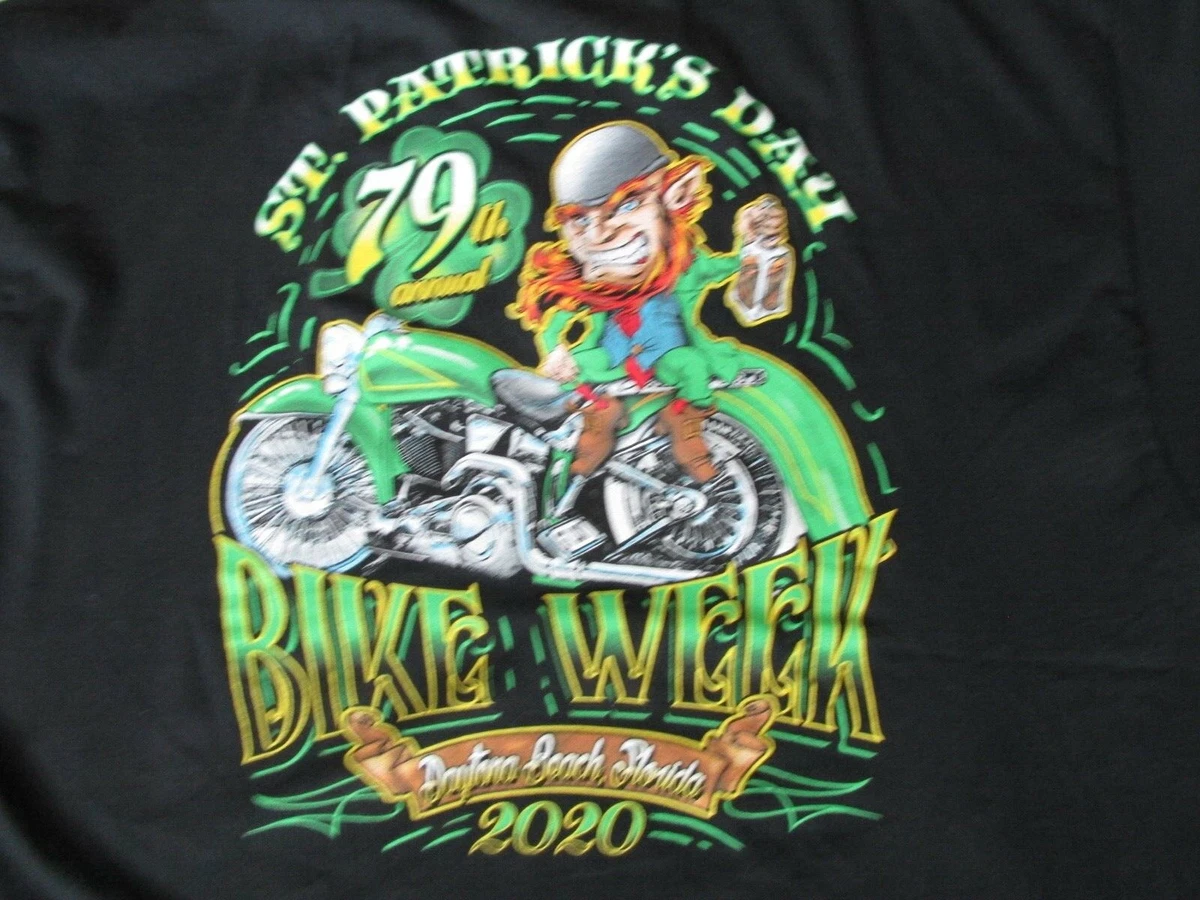 ST. PATRICK'S DAY
79th
annual
BIKE WEEK
Daytona Beach, Florida
2020